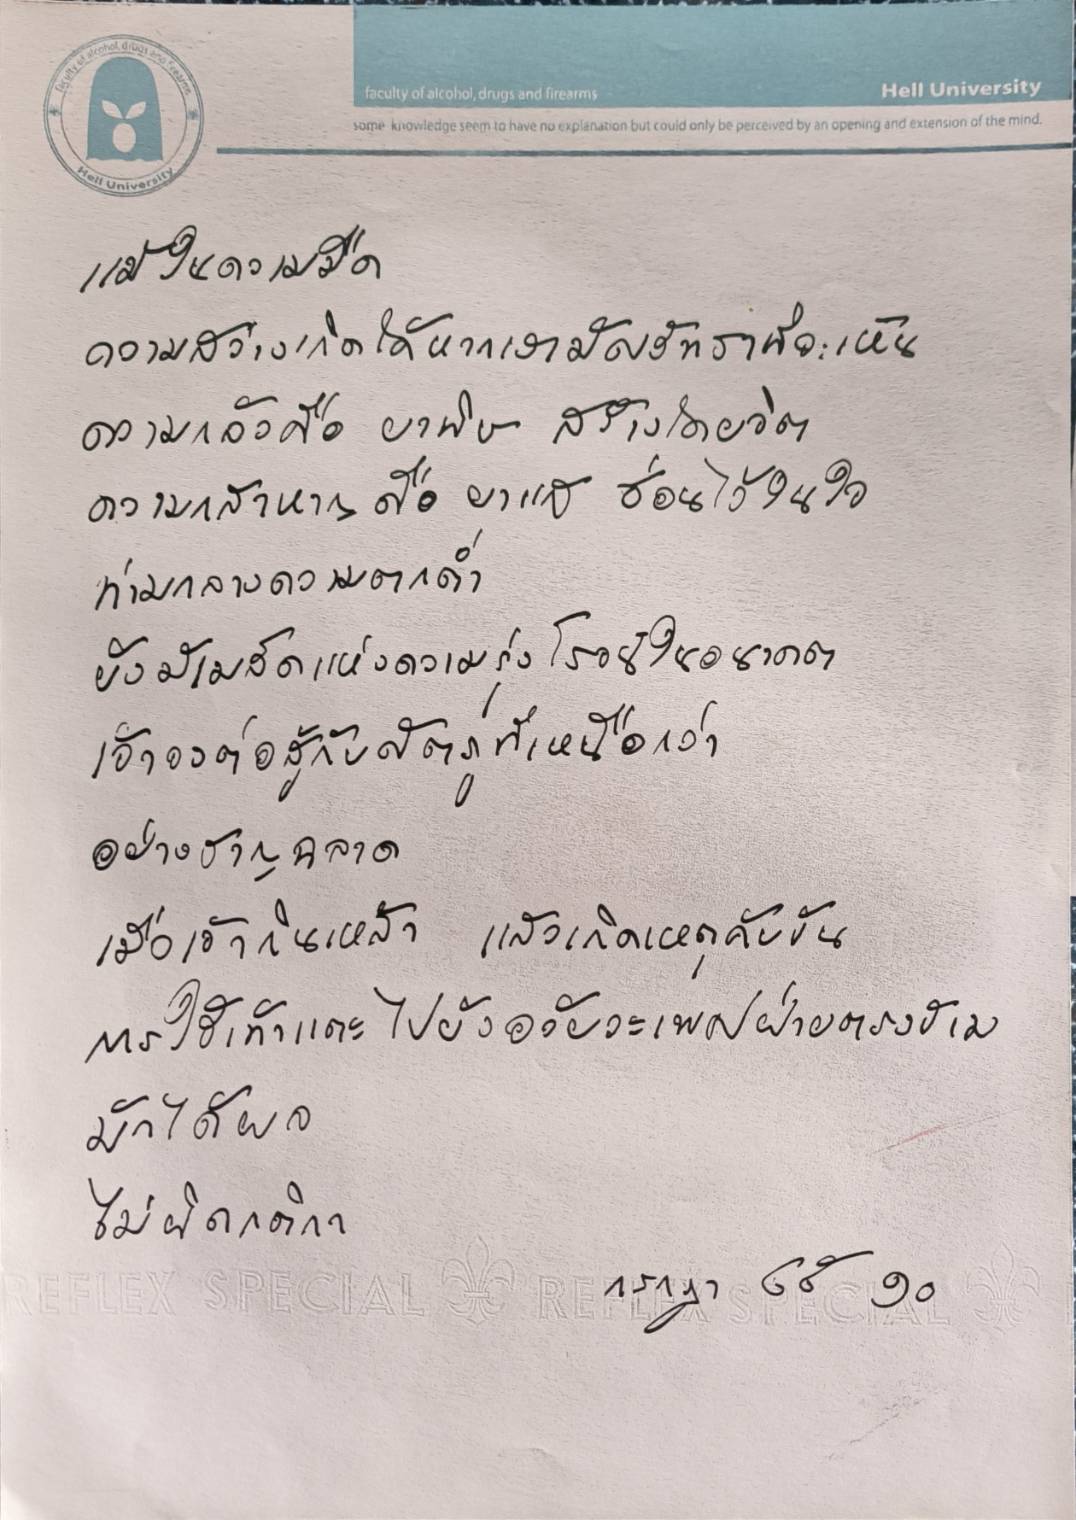 faculty of alcohol, drugs and firearms
Hell University
faculty of alcohol, drugs and firearms
Hell University
some knowledge seem to have no explanation but could only be perceived by an opening and extension of the mind.
แม้ในความมืด
ความสว่างเกิดได้หากเรามีศรัทธาที่จะเห็น
ความกลัวคือ ยาพิษ สร้างโดยจิต
ความกล้าหาญคือ ยาแก้ ซ่อนไว้ในใจ
ท่ามกลางความตกต่ำ
ยังมีเมล็ดแห่งความรุ่งโรจน์ในอนาคต
เจ้าจงต่อสู้กับศัตรูที่เหนือกว่า
อย่างชาญฉลาด
เมื่อเจ้ากินเหล้า แล้วเกิดเหตุคับขัน
การใช้เท้าแตะไปยังอวัยวะเพศฝ่ายตรงข้าม
มักได้ผล
ไม่ผิดกติกา
กรกฎา ๑๐
REFLEX SPECIAL REFLEX SPECIAL